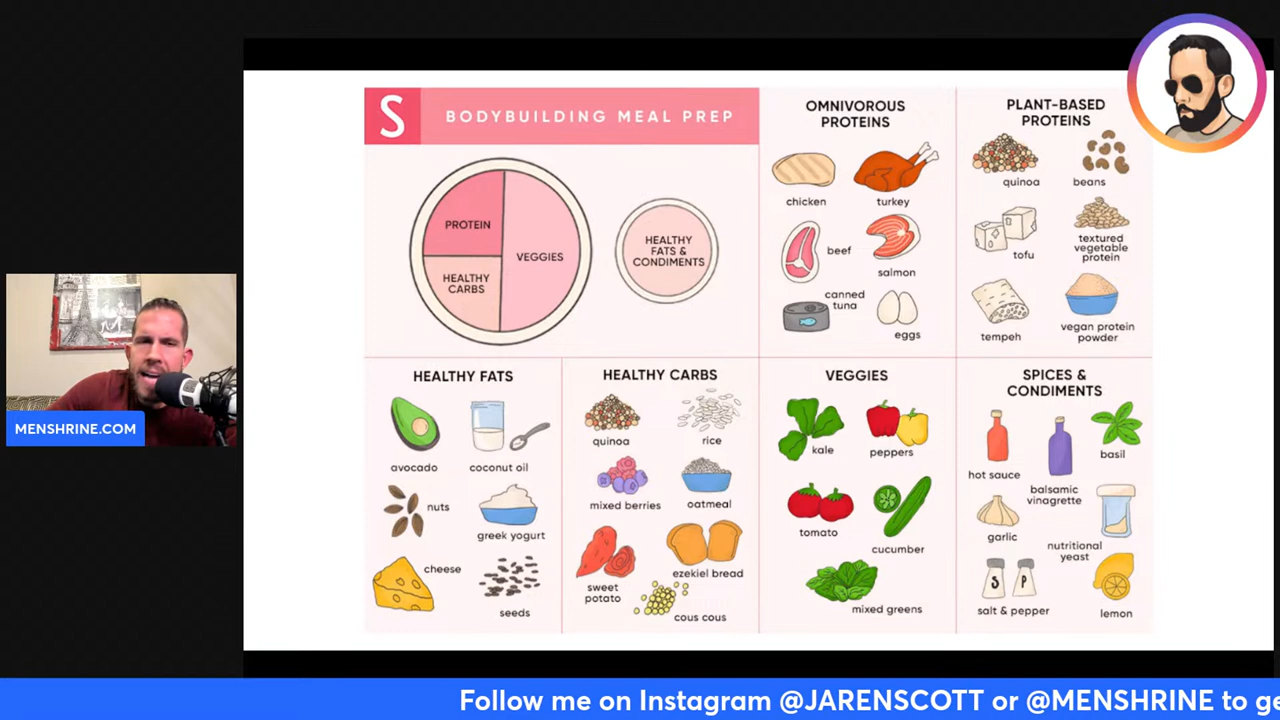 S
BODYBUILDING MEAL PREP
PROTEIN
HEALTHY
CARBS
VEGGIES
HEALTHY
FATS &
CONDIMENTS
OMNIVOROUS
PROTEINS
chicken
turkey
beef
salmon
canned
tuna
eggs
PLANT-BASED
PROTEINS
quinoa
beans
tofu
textured
vegetable
protein
tempeh
vegan protein
powder
HEALTHY FATS
avocado
coconut oil
nuts
greek yogurt
cheese
seeds
HEALTHY CARBS
quinoa
rice
mixed berries
oatmeal
sweet
potato
ezekiel bread
cous cous
VEGGIES
kale
peppers
tomato
cucumber
mixed greens
SPICES &
CONDIMENTS
hot sauce
balsamic
vinagrette
basil
garlic
nutritional
yeast
S P
salt & pepper
lemon
MENSHRINE.COM
Follow me on Instagram @JARENSCOTT or @MENSHRINE to ge